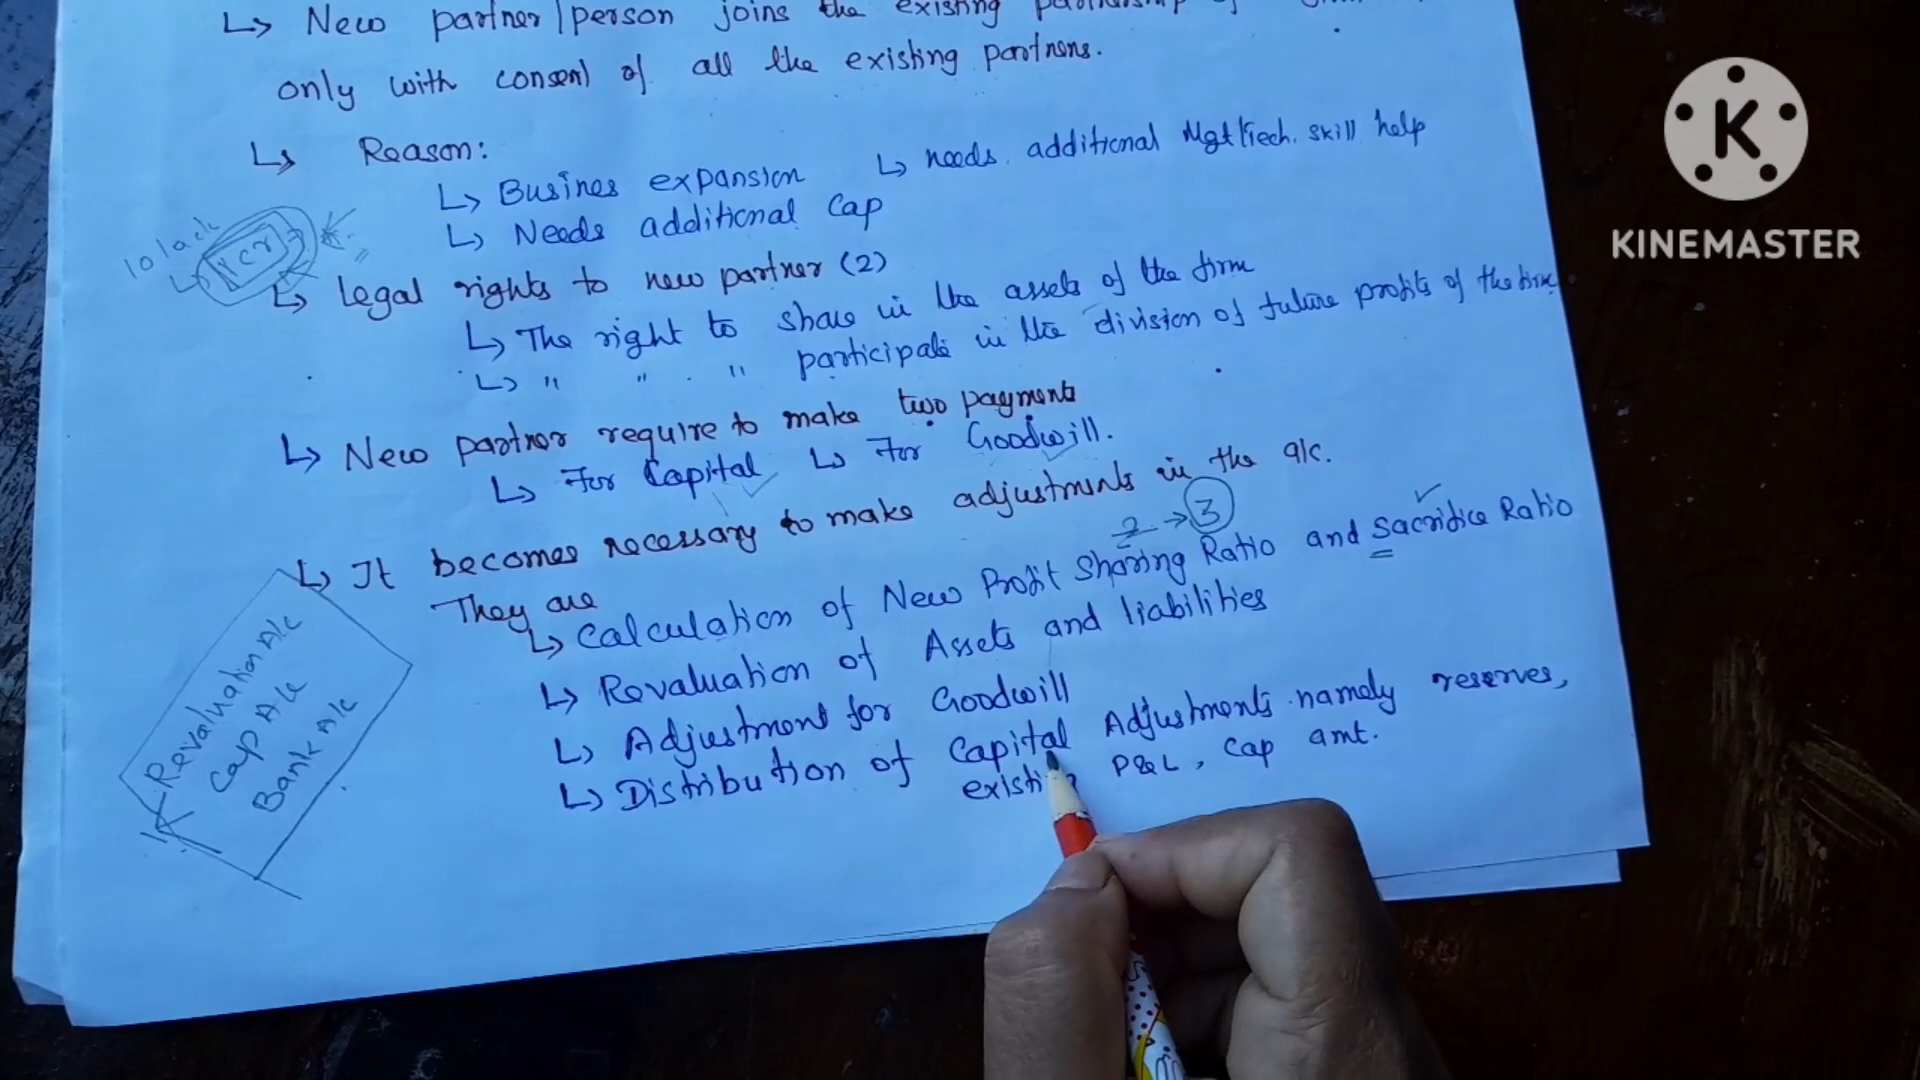 ↳ New partner/person joins the existing partnership of
only with consent of all the existing partners.
↳ Reason:
↳ Busines expansion ↳ needs additional Mgt/Tech. skill help
↳ Needs additional Cap
10 lack
1 cr
↳ Legal rights to new partner (2)
↳ The right to share in the assets of the firm
↳ " " " participate in the division of future profits of the firm
↳ New partner require to make two payments
↳ For Capital ↳ For Goodwill.
↳ It becomes necessary to make adjustments in the a/c.
2 → 3
They are
↳ Calculation of New Profit Sharing Ratio and Sacrifice Ratio
↳ Revaluation of Assets and liabilities
↳ Adjustment for Goodwill
↳ Distribution of Capital Adjustments namely reserves,
existi P&L, Cap amt.
Revaluation A/c
Cap A/c
Bank A/c
K
KINEMASTER